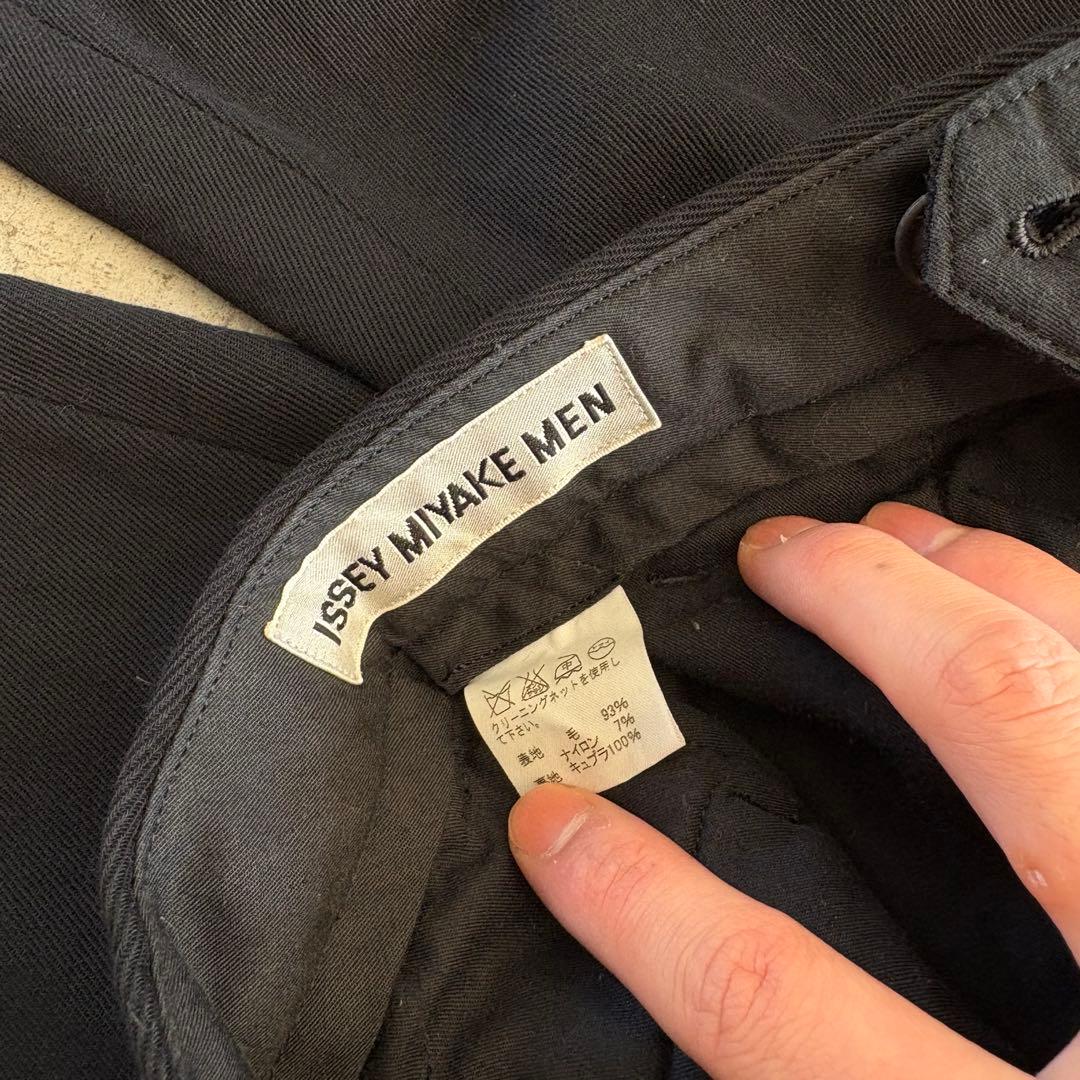 ISSEY MIYAKE MEN
中
クリーニングネットを使用し
て下さい。
表地 毛 93%
ナイロン 7%
裏地 キュプラ100%